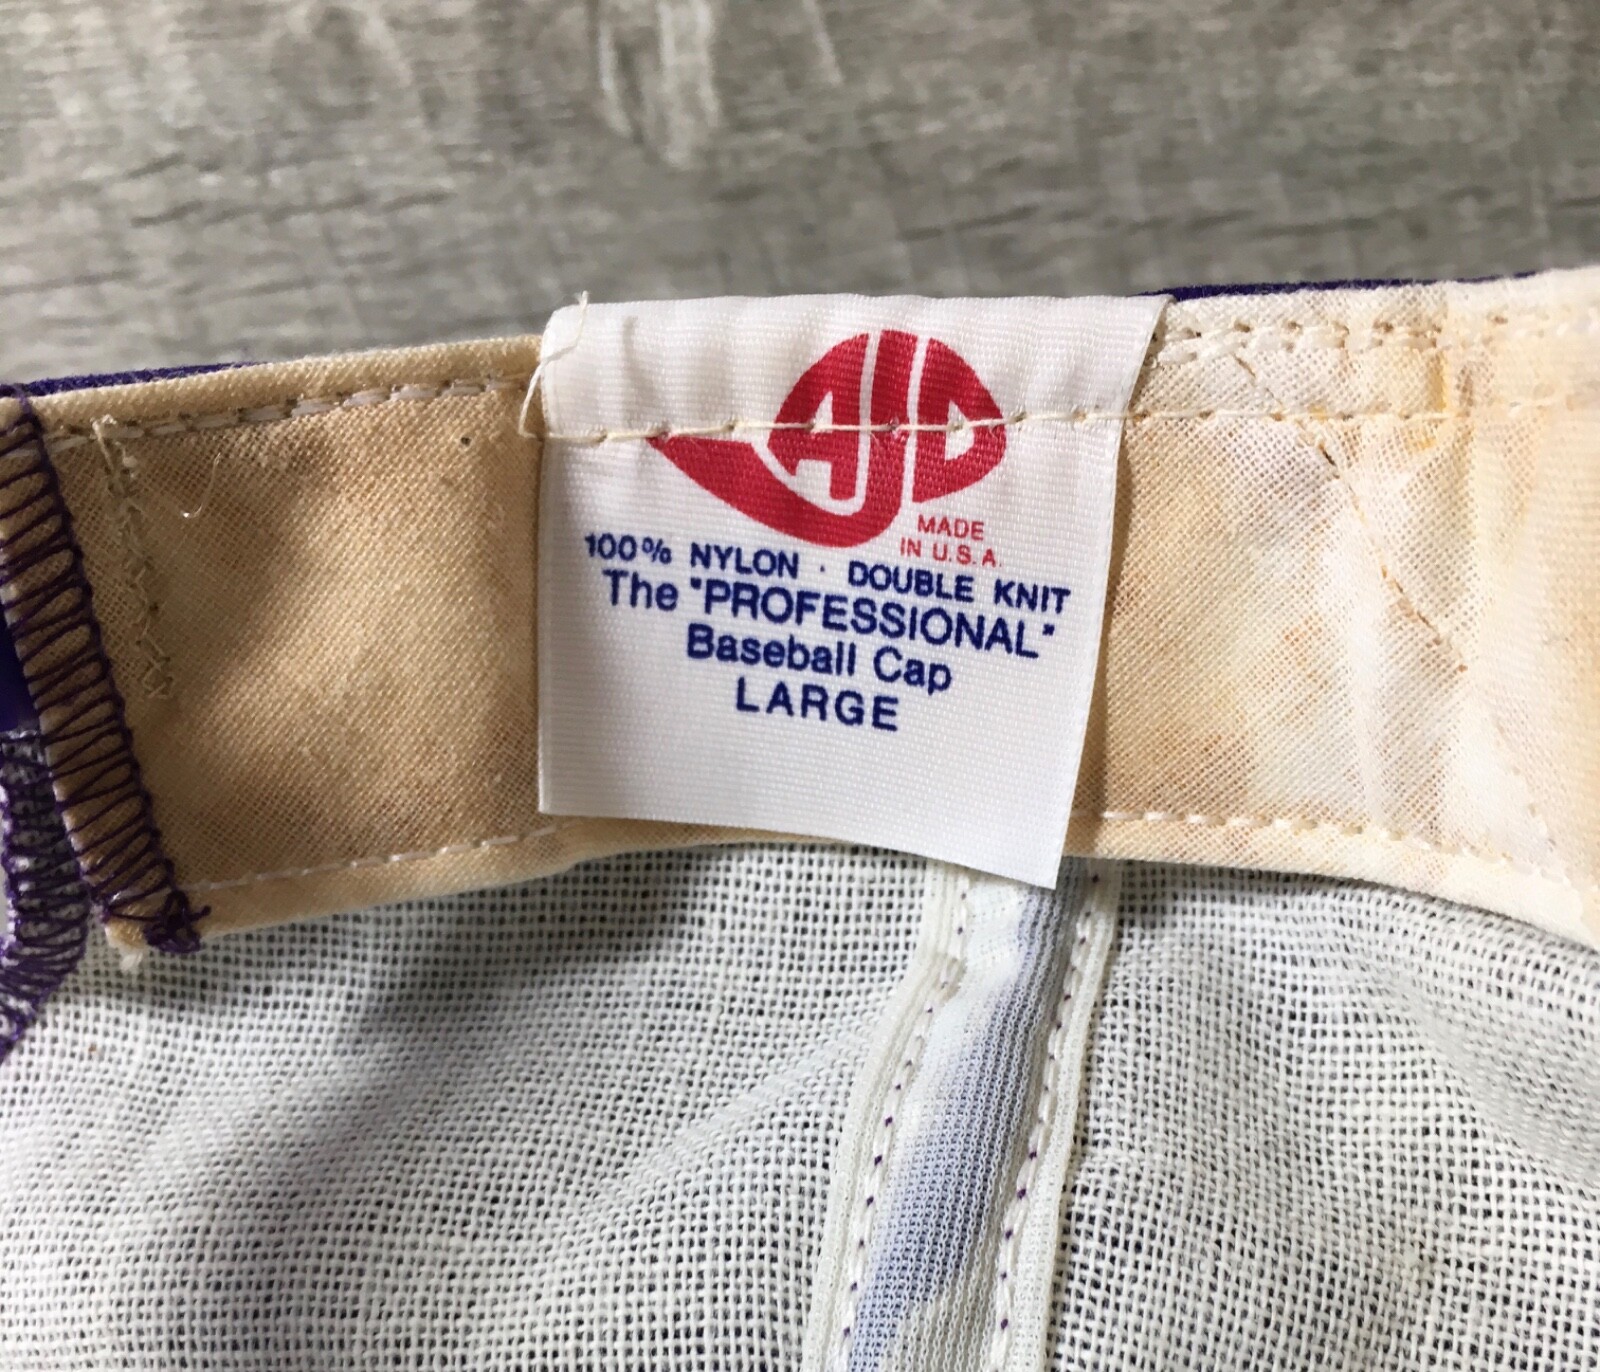 AJD
MADE
IN U.S.A.
100% NYLON · DOUBLE KNIT
The "PROFESSIONAL"
Baseball Cap
LARGE